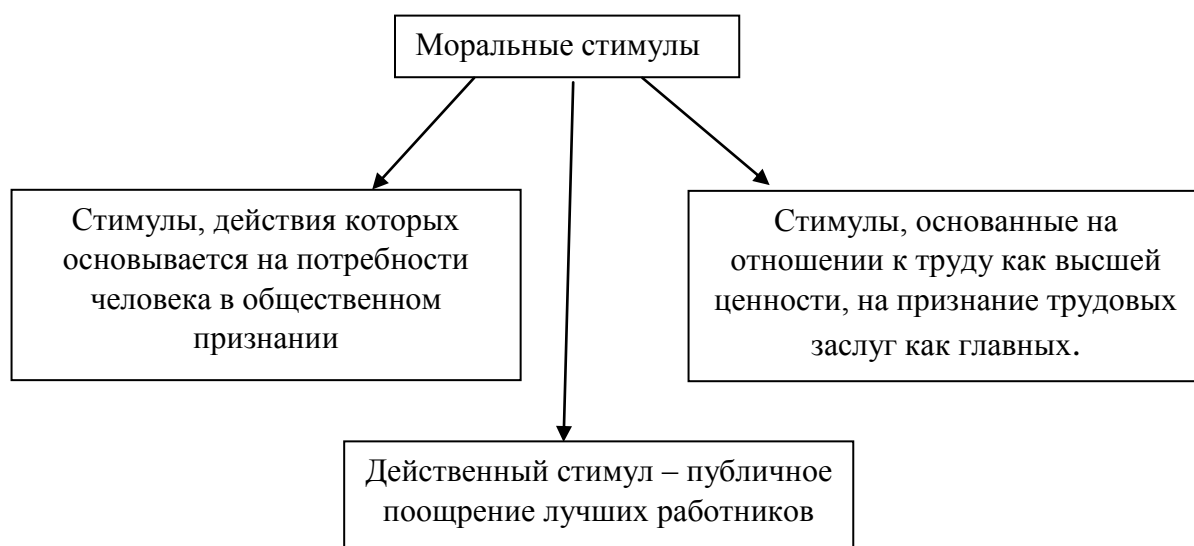 Моральные стимулы
Стимулы, действия которых
основывается на потребности
человека в общественном
признании
Стимулы, основанные на
отношении к труду как высшей
ценности, на признание трудовых
заслуг как главных.
Действенный стимул – публичное
поощрение лучших работников